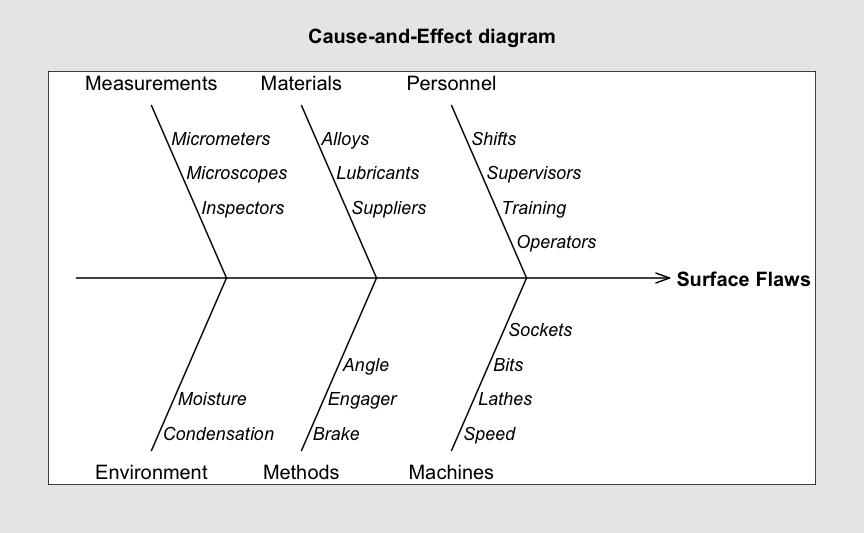 Cause-and-Effect diagram
Measurements
Materials
Personnel
Micrometers
Microscopes
Inspectors
Alloys
Lubricants
Suppliers
Shifts
Supervisors
Training
Operators
Surface Flaws
Moisture
Condensation
Angle
Engager
Brake
Sockets
Bits
Lathes
Speed
Environment
Methods
Machines